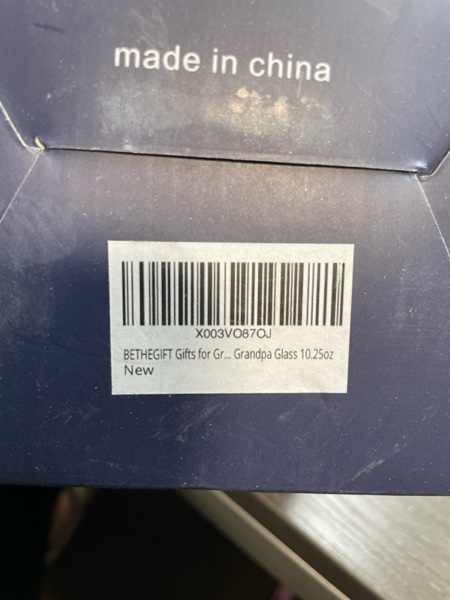 made in china
X003VO87OJ
BETHEGIFT Gifts for Gr... Grandpa Glass 10.25oz
New